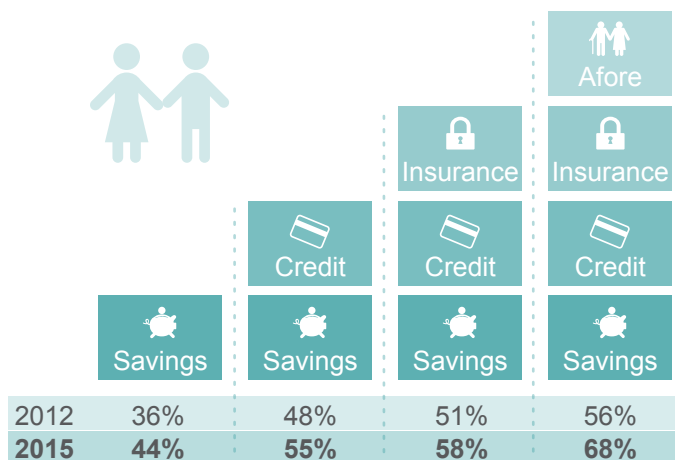 Afore
Insurance Insurance
Credit Credit Credit
Savings Savings Savings Savings
2012 36% 48% 51% 56%
2015 44% 55% 58% 68%